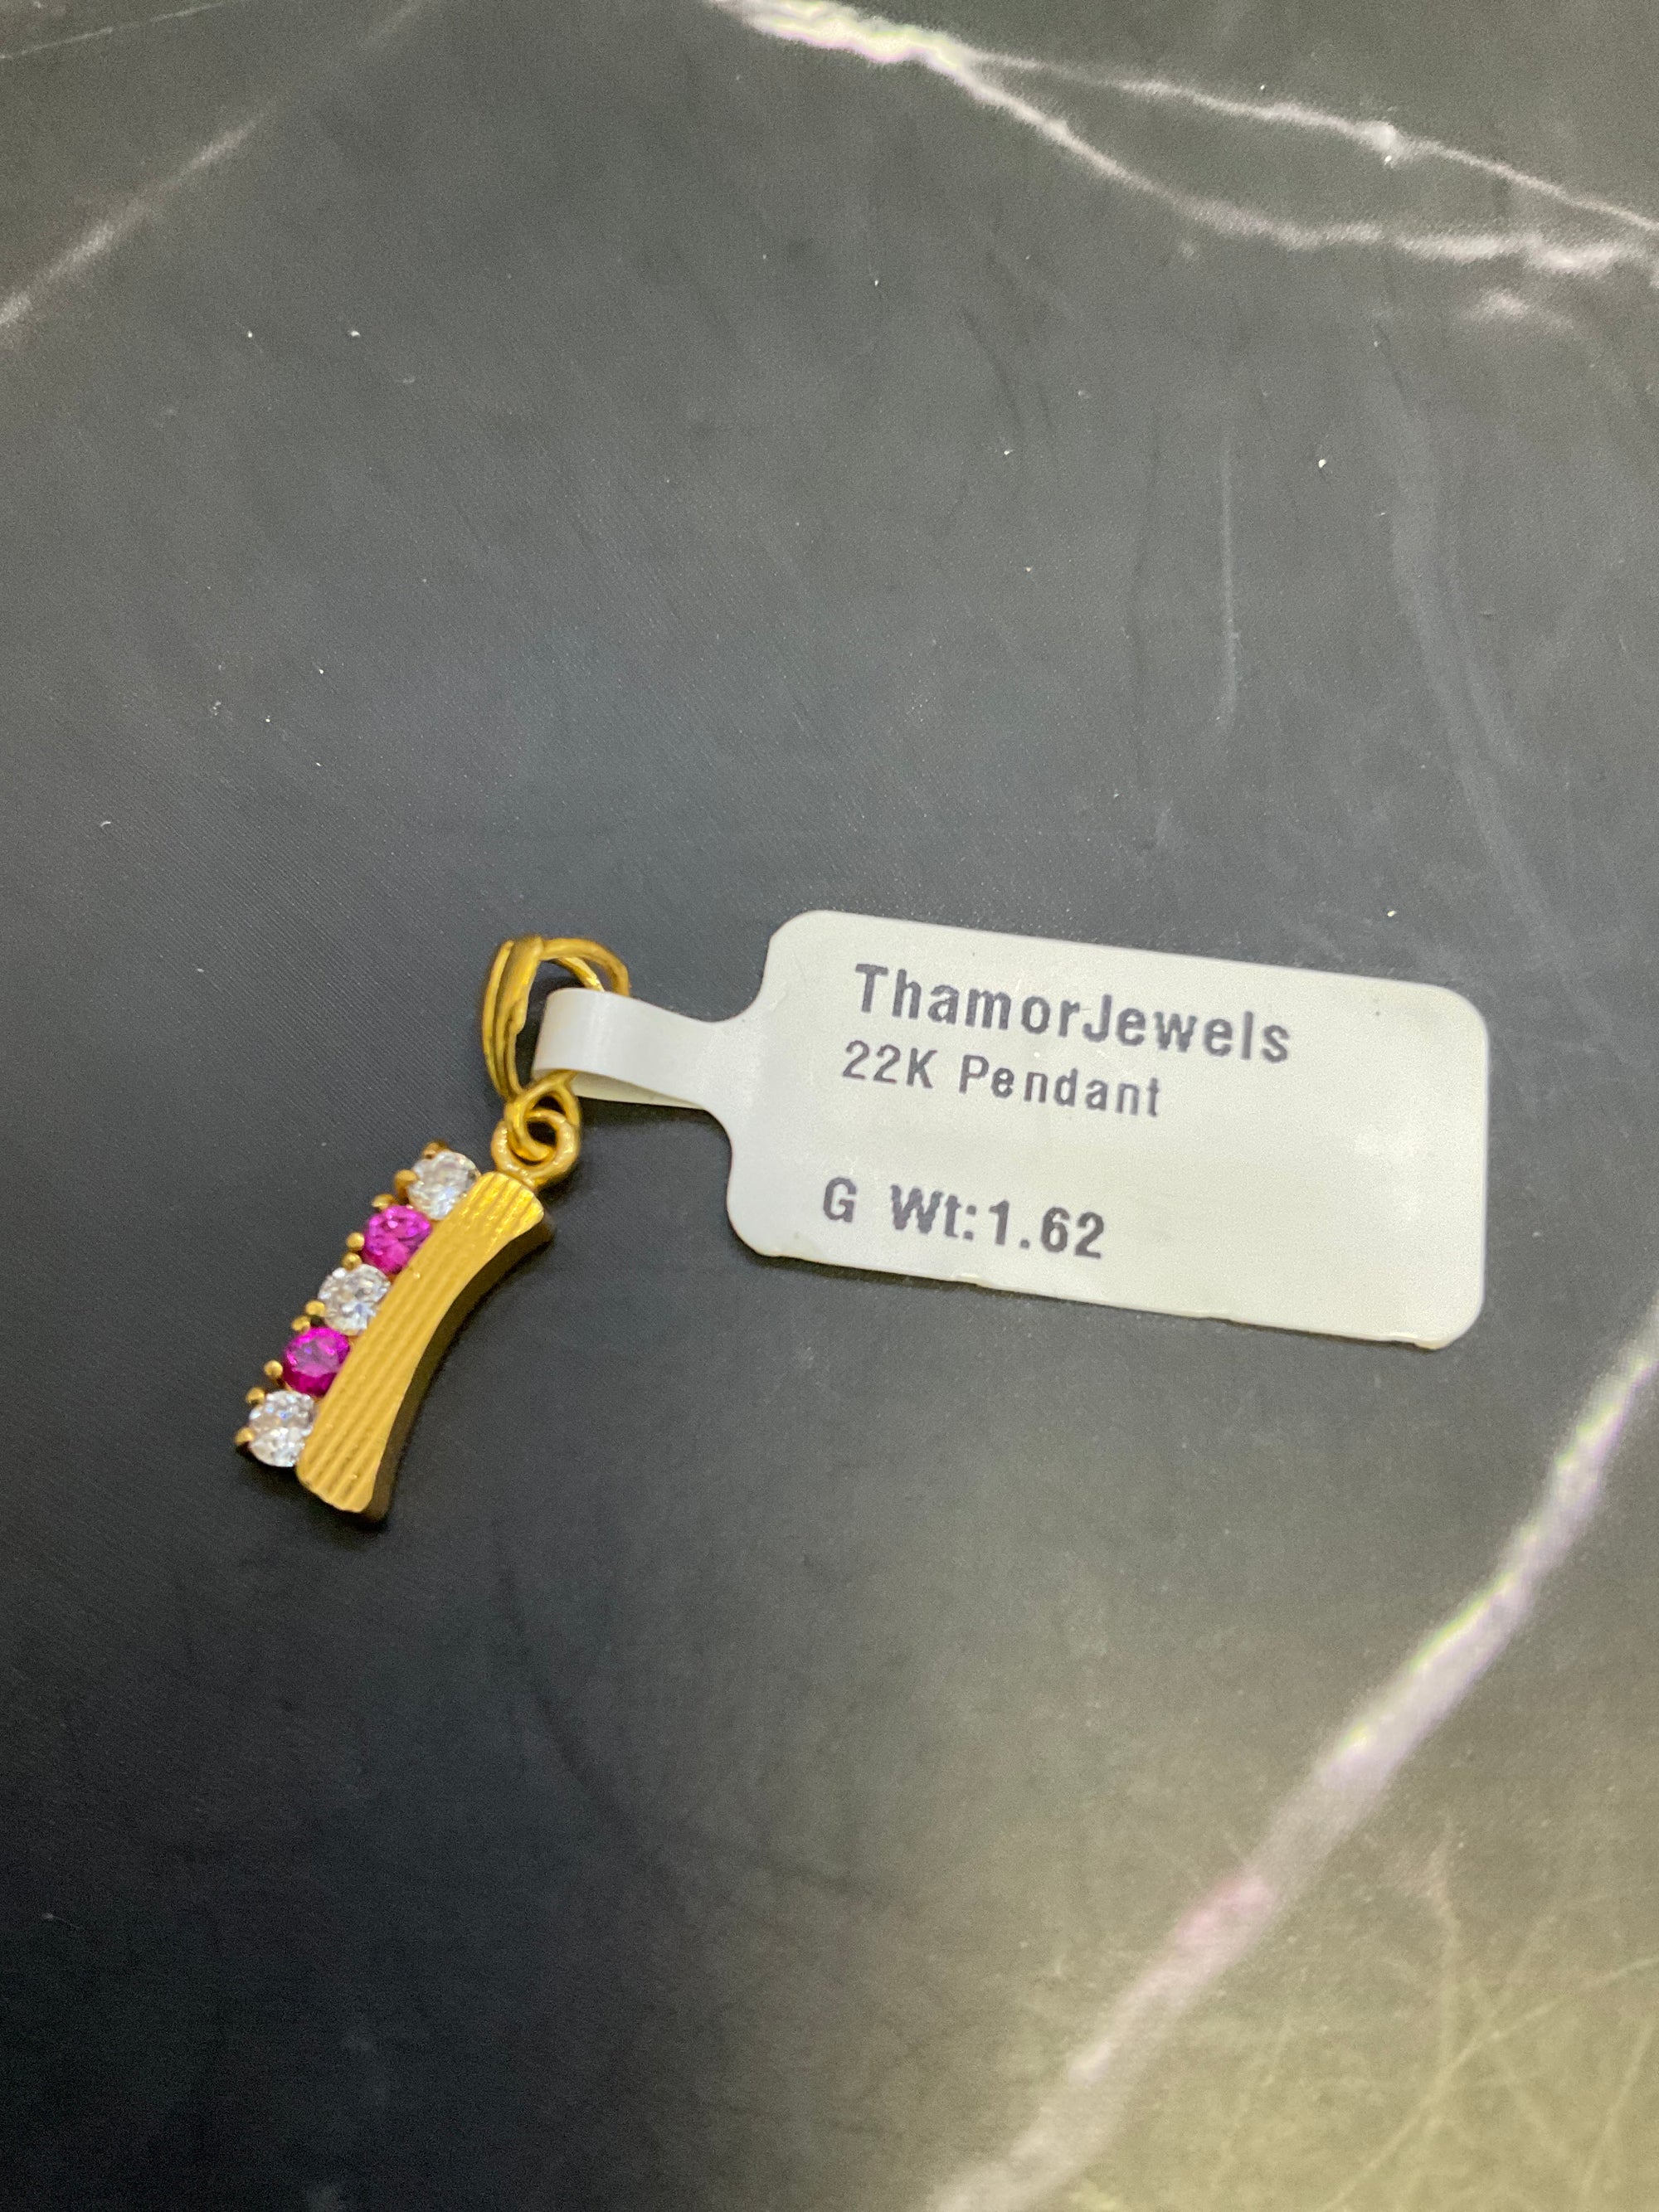 ThamorJewels
22K Pendant
G Wt:1.62